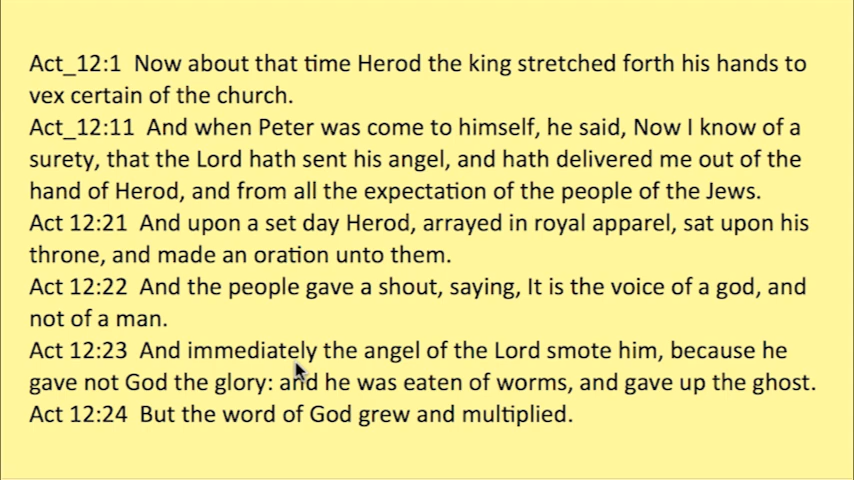 Act_12:1  Now about that time Herod the king stretched forth his hands to
vex certain of the church.
Act_12:11  And when Peter was come to himself, he said, Now I know of a
surety, that the Lord hath sent his angel, and hath delivered me out of the
hand of Herod, and from all the expectation of the people of the Jews.
Act 12:21  And upon a set day Herod, arrayed in royal apparel, sat upon his
throne, and made an oration unto them.
Act 12:22  And the people gave a shout, saying, It is the voice of a god, and
not of a man.
Act 12:23  And immediately the angel of the Lord smote him, because he
gave not God the glory: and he was eaten of worms, and gave up the ghost.
Act 12:24  But the word of God grew and multiplied.